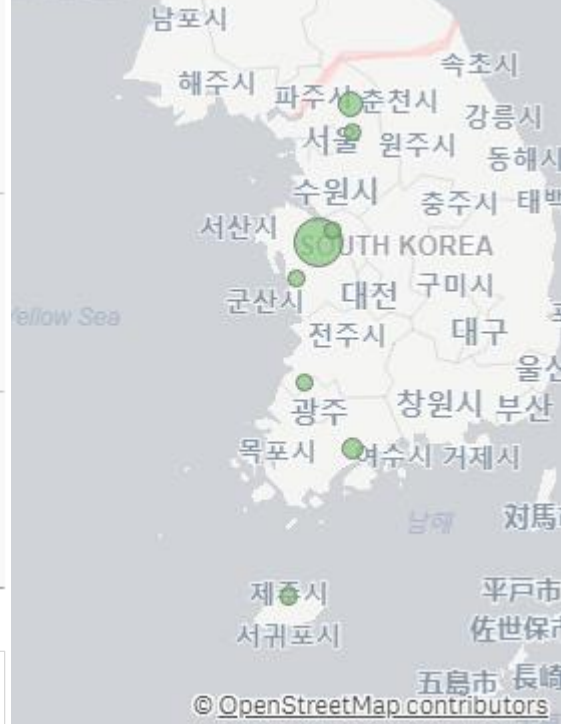 남포시
속초시
해주시
파주시
춘천시
강릉시
서울
원주시
동해시
수원시
충주시
태백
서산시
SOUTH KOREA
군산시
대전
구미시
Yellow Sea
전주시
대구
울산
광주
창원시
부산
목포시
여수시
거제시
남해
対馬
제주시
平戸市
서귀포시
佐世保市
五島市
長崎
© OpenStreetMap contributors